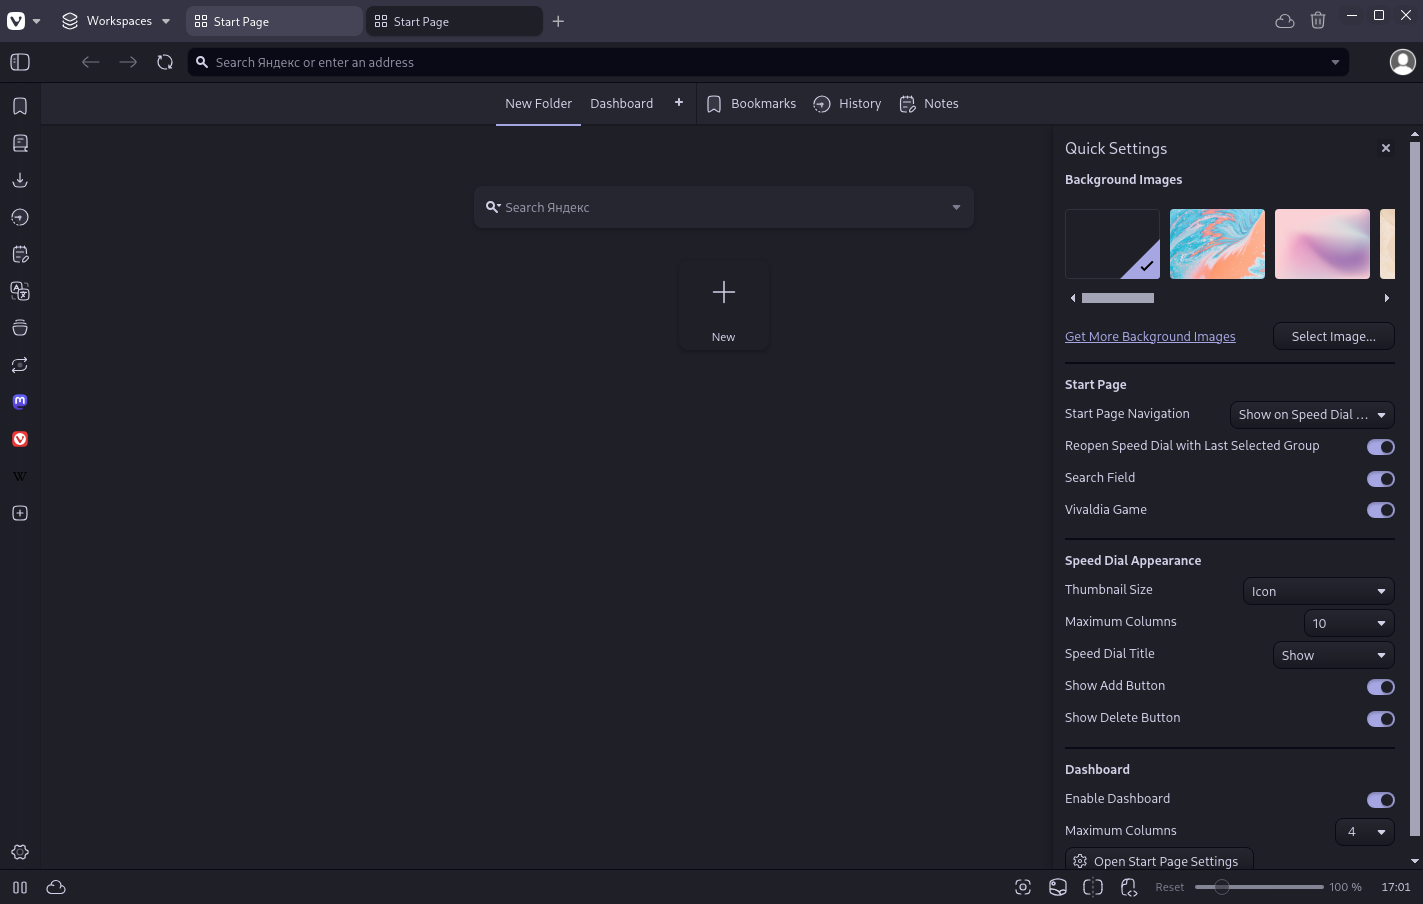 Workspaces
Start Page
Start Page
Search Яндекс or enter an address
New Folder
Dashboard
Bookmarks
History
Notes
Search Яндекс
New
Quick Settings
Background Images
Get More Background Images
Select Image...
Start Page
Start Page Navigation
Show on Speed Dial ...
Reopen Speed Dial with Last Selected Group
Search Field
Vivaldia Game
Speed Dial Appearance
Thumbnail Size
Icon
Maximum Columns
10
Speed Dial Title
Show
Show Add Button
Show Delete Button
Dashboard
Enable Dashboard
Maximum Columns
4
Open Start Page Settings
W
Reset
100 %
17:01